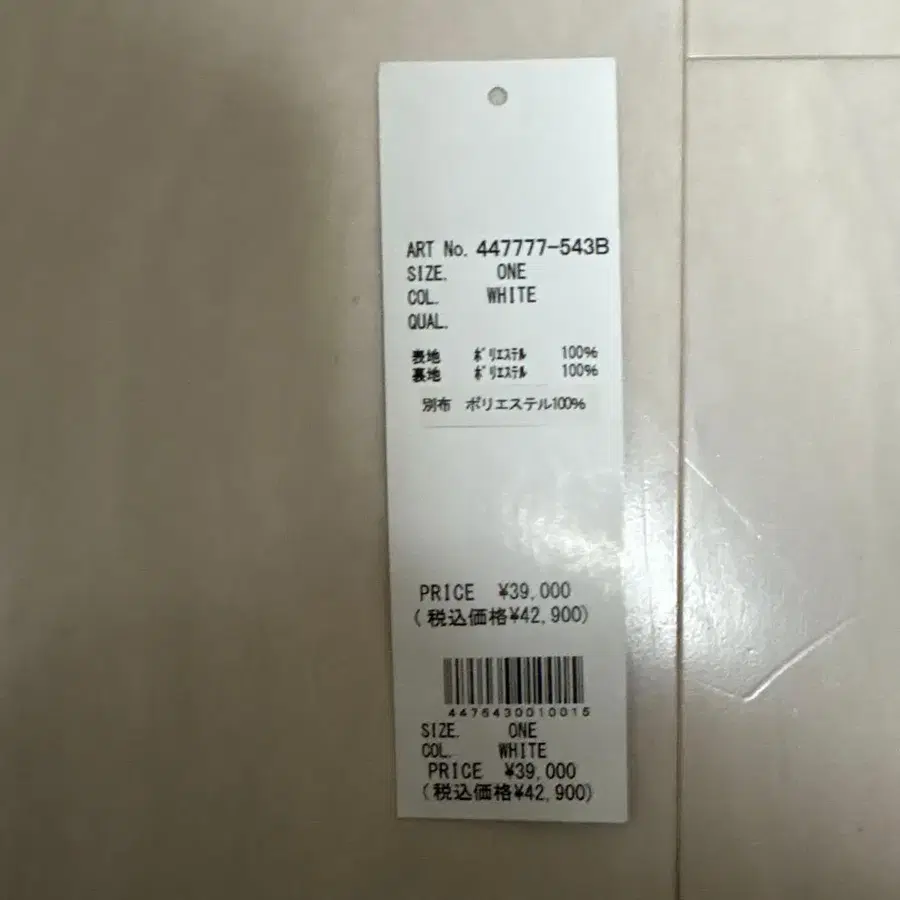 ART No. 447777-543B
SIZE. ONE
COL. WHITE
QUAL.
表地 ポリエステル 100%
裏地 ポリエステル 100%
別布 ポリエステル100%
PRICE ¥39,000
(税込価格¥42,900)
4476430010015
SIZE. ONE
COL. WHITE
PRICE ¥39,000
(税込価格¥42,900)